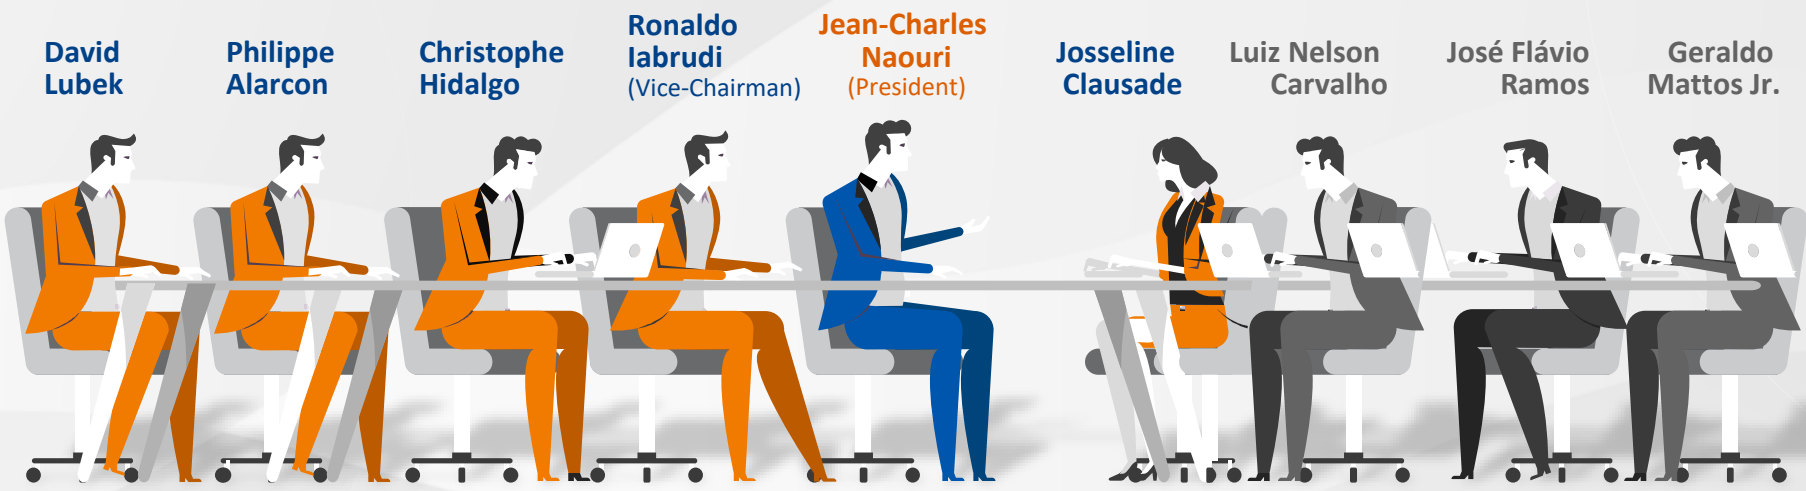 David
Lubek
Philippe
Alarcon
Christophe
Hidalgo
Ronaldo
Iabrudi
(Vice-Chairman)
Jean-Charles
Naouri
(President)
Josseline
Clausade
Luiz Nelson
Carvalho
José Flávio
Ramos
Geraldo
Mattos Jr.